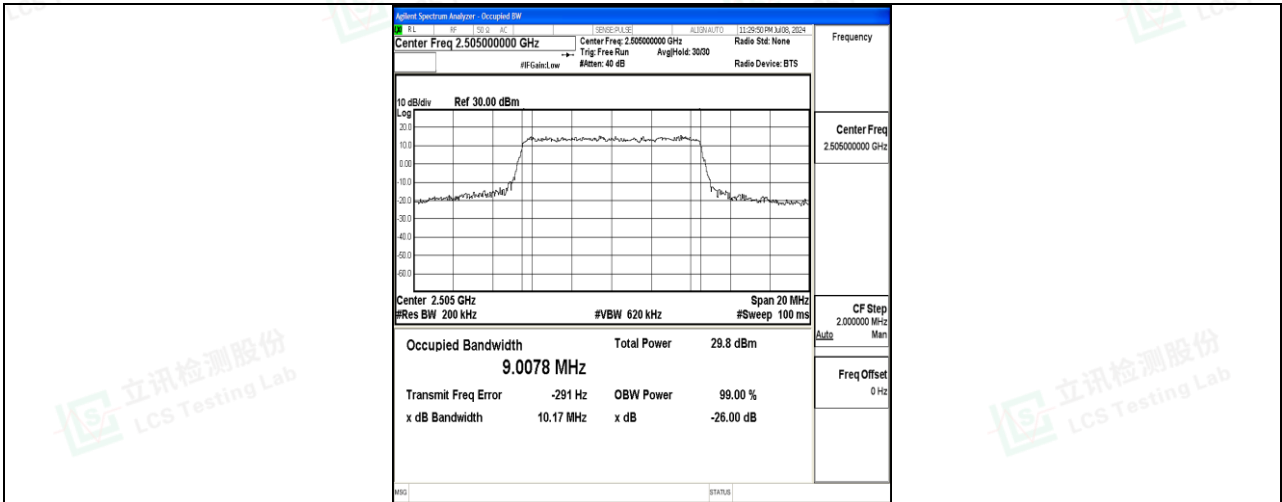 Agilent Spectrum Analyzer - Occupied BW
RL RF 50 Ω AC SENSE:PULSE ALIGN AUTO 11:29:50 PM Jul 08, 2024
Center Freq 2.505000000 GHz
Center Freq: 2.505000000 GHz
Radio Std: None
Trig: Free Run Avg|Hold: 30/30
#IFGain:Low #Atten: 40 dB Radio Device: BTS
Frequency
10 dB/div Ref 30.00 dBm
Log
20.0
10.0
0.00
-10.0
-20.0
-30.0
-40.0
-50.0
-60.0
Center Freq
2.505000000 GHz
Center 2.505 GHz Span 20 MHz
#Res BW 200 kHz #VBW 620 kHz #Sweep 100 ms
CF Step
2.000000 MHz
Auto Man
Occupied Bandwidth Total Power 29.8 dBm
9.0078 MHz
Transmit Freq Error -291 Hz OBW Power 99.00 %
x dB Bandwidth 10.17 MHz x dB -26.00 dB
Freq Offset
0 Hz
MSG STATUS
立讯检测股份
LCS Testing Lab
立讯检测股份
LCS Testing Lab